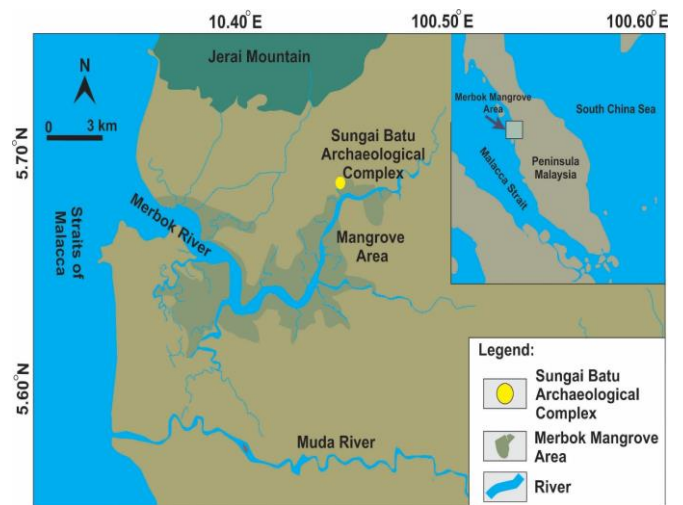 10.40°E
100.50°E
100.60°E
Jerai Mountain
N
0 3 km
5.70°N
Sungai Batu
Archaeological
Complex
Merbok River
Straits of
Malacca
Mangrove
Area
5.60°N
Muda River
Merbok Mangrove
Area
South China Sea
Peninsula
Malaysia
Malacca Strait
Legend:
Sungai Batu
Archaeological
Complex
Merbok Mangrove
Area
River